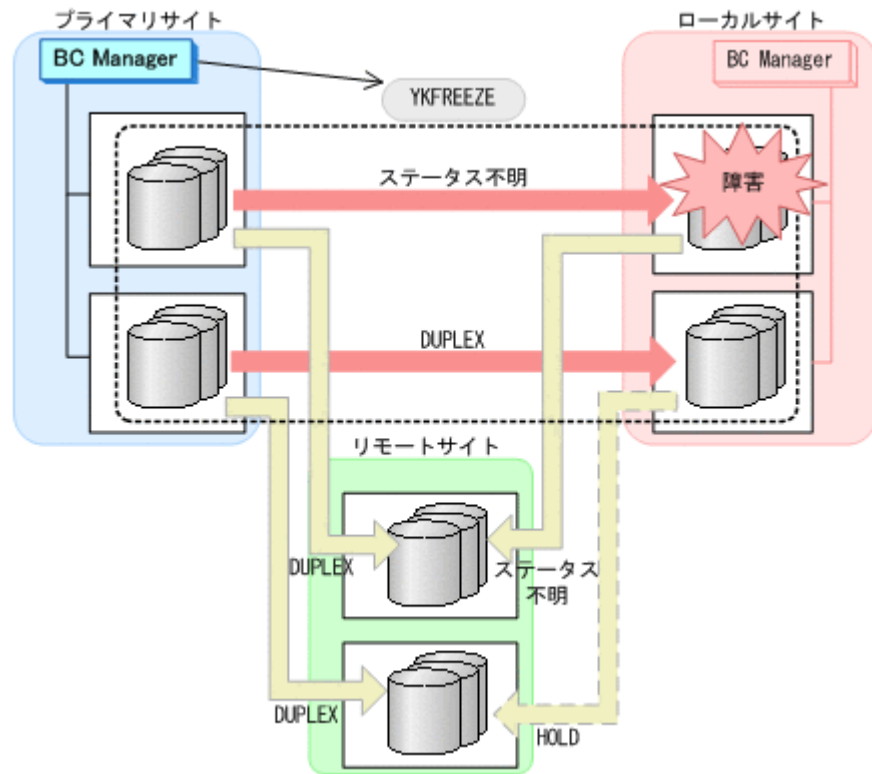 プライマリサイト
ローカルサイト
BC Manager
BC Manager
YKFREEZE
ステータス不明
障害
DUPLEX
リモートサイト
DUPLEX
ステータス
不明
DUPLEX
HOLD